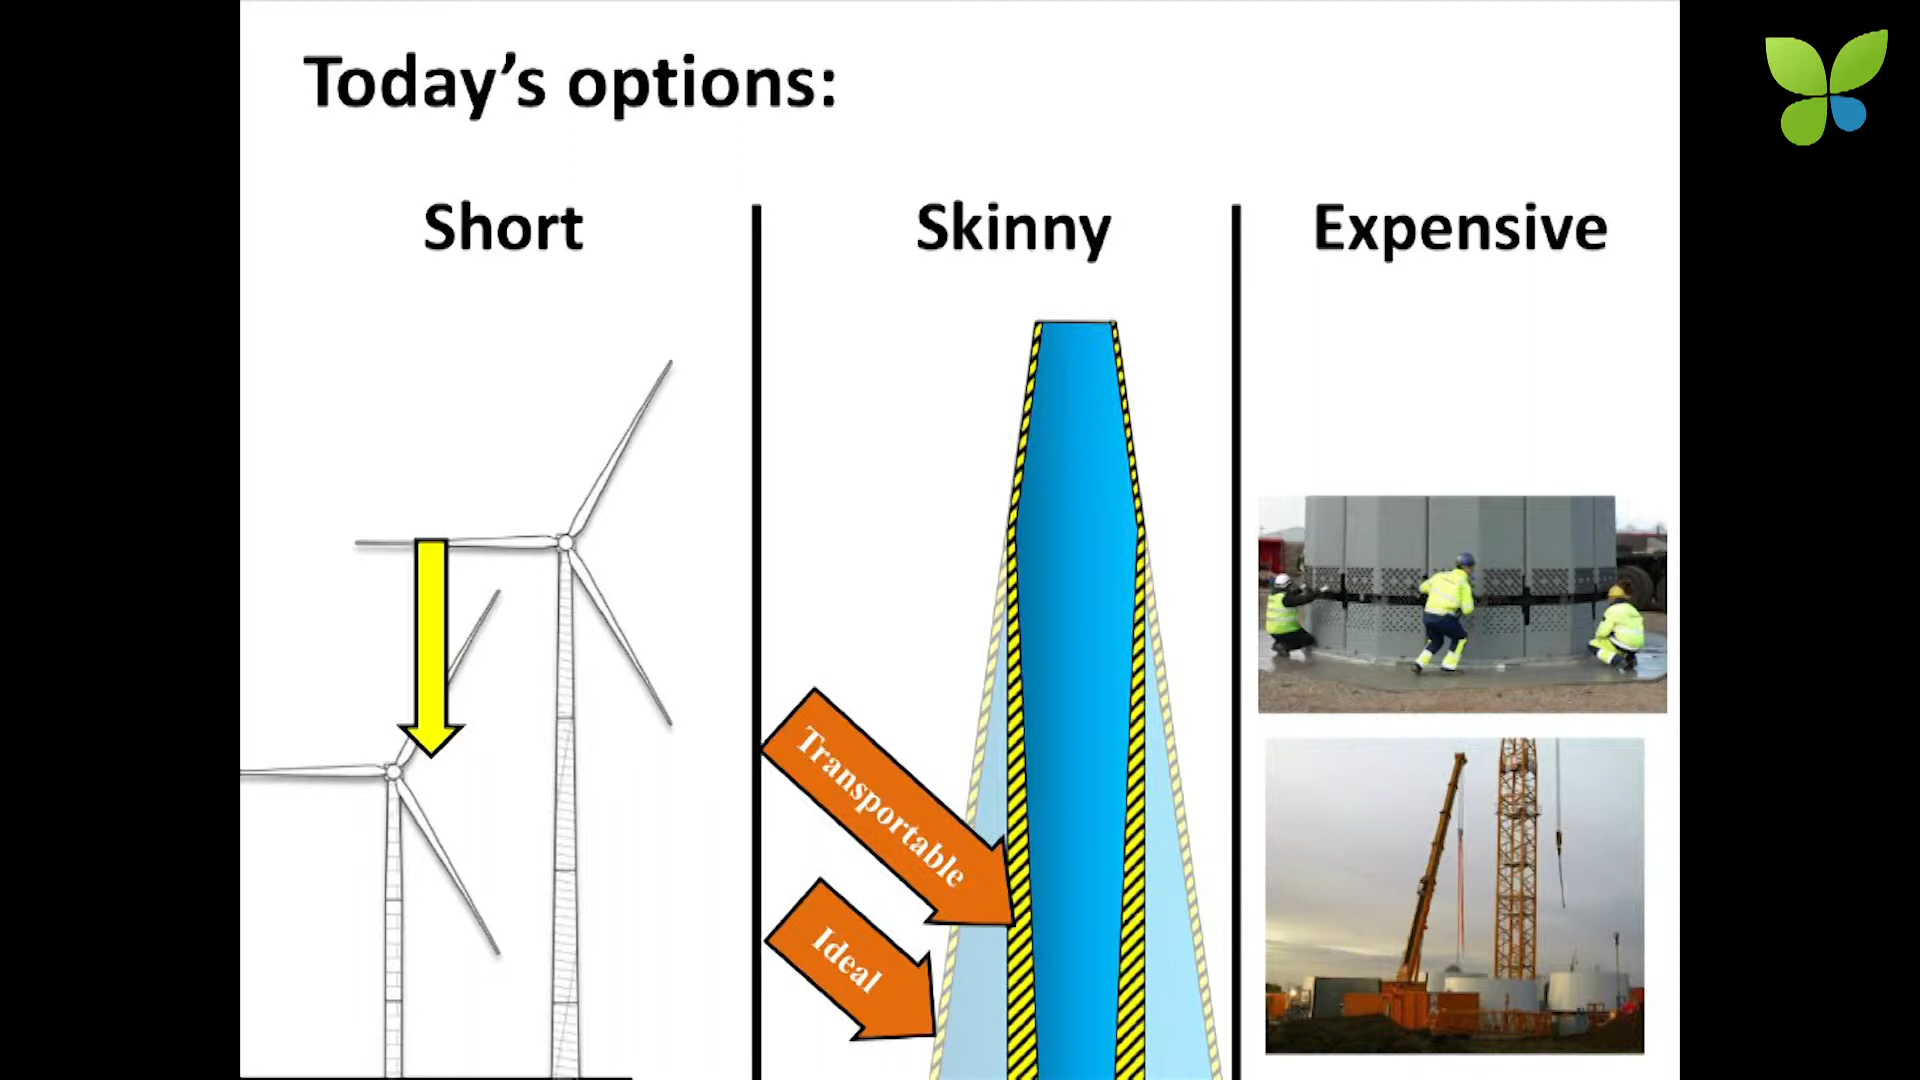 Today's options:
Short
Skinny
Expensive
Transportable
Ideal